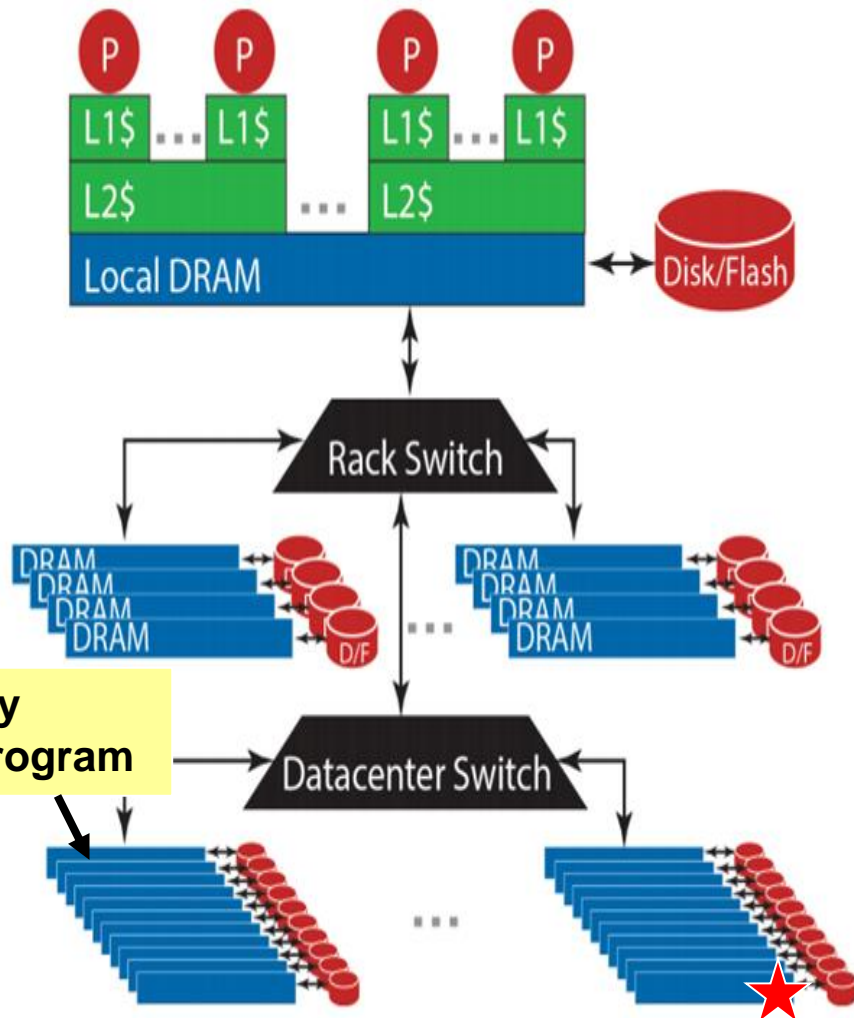 P P P P
L1$ ... L1$ L1$ ... L1$
L2$ ... L2$
Local DRAM
Disk/Flash
Rack Switch
DRAM DRAM
DRAM DRAM
DRAM DRAM
DRAM D/F ... DRAM D/F
y
rogram
Datacenter Switch
...